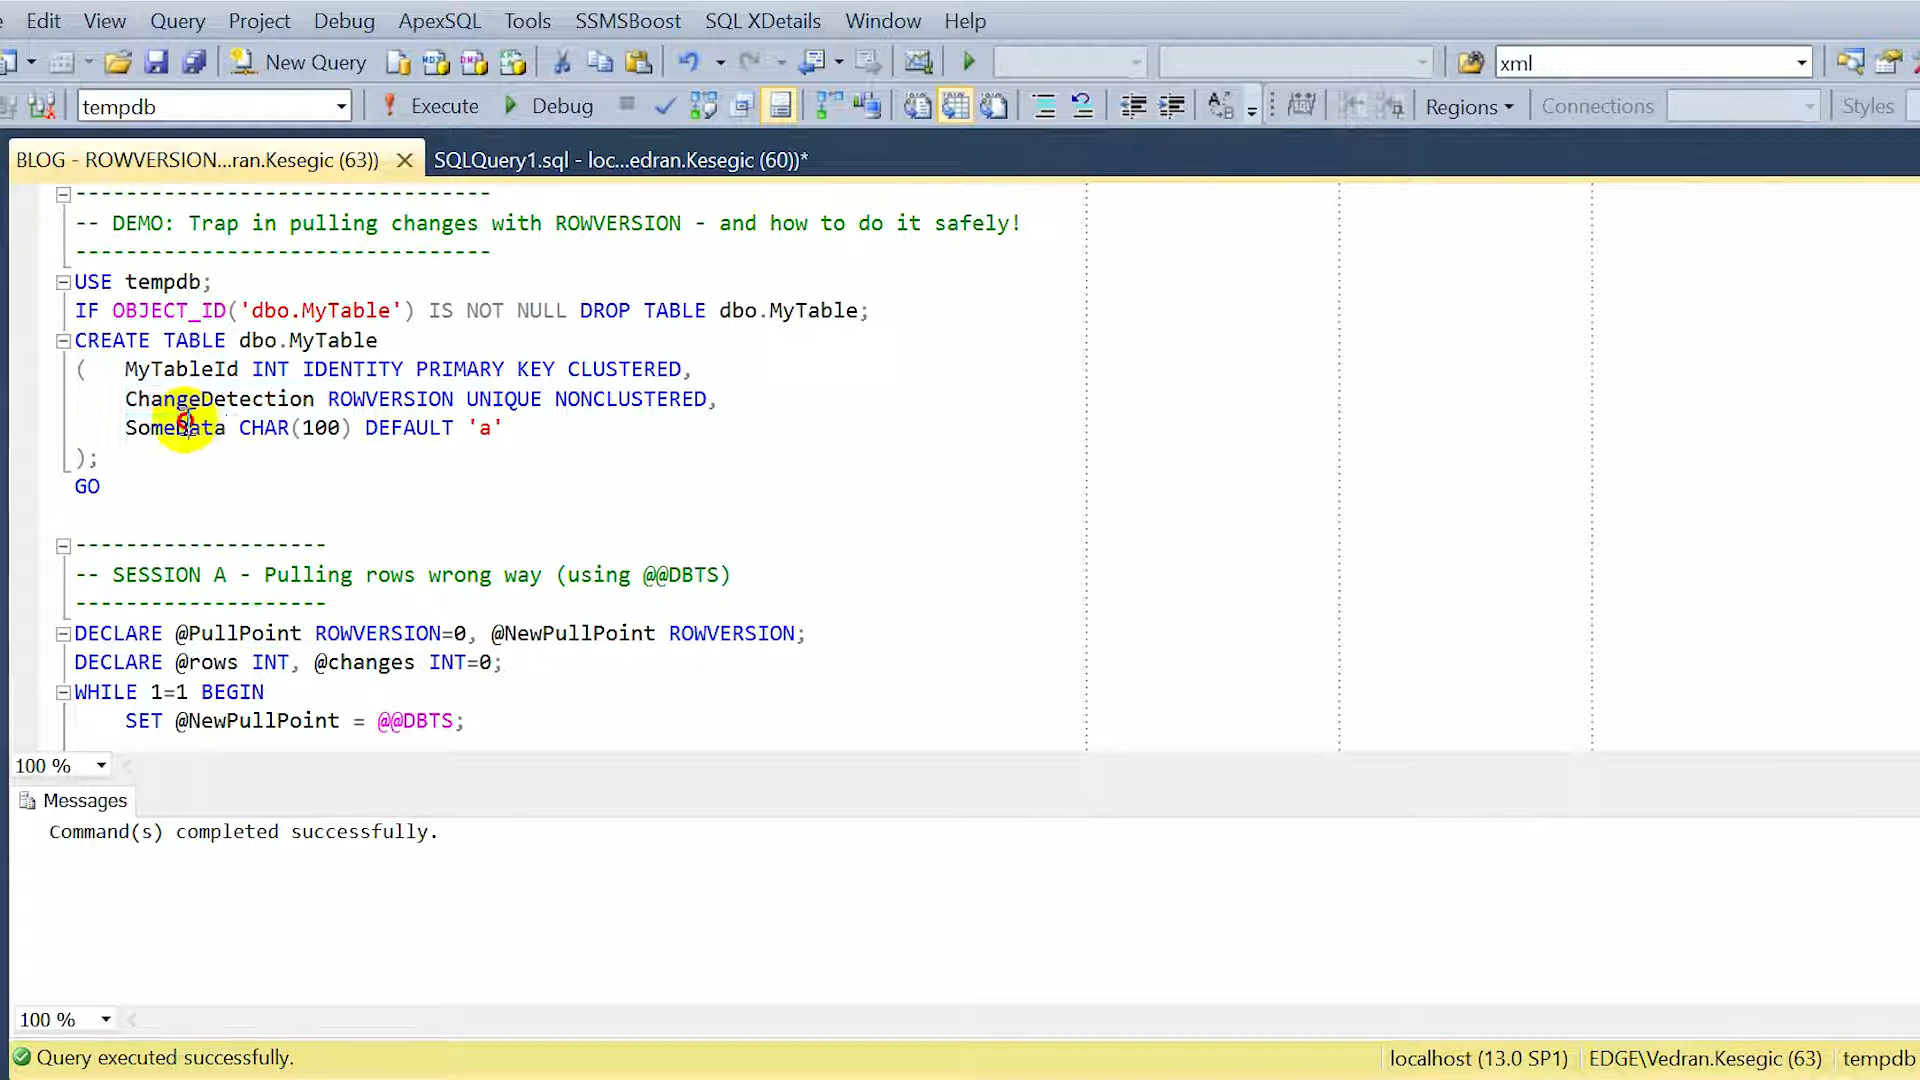 Edit View Query Project Debug ApexSQL Tools SSMSBoost SQL XDetails Window Help
New Query xml
tempdb Execute Debug Regions Connections Styles
BLOG - ROWVERSION...ran.Kesegic (63)) SQLQuery1.sql - loc...edran.Kesegic (60))*
---------------------------------
-- DEMO: Trap in pulling changes with ROWVERSION - and how to do it safely!
---------------------------------
USE tempdb;
IF OBJECT_ID('dbo.MyTable') IS NOT NULL DROP TABLE dbo.MyTable;
CREATE TABLE dbo.MyTable
( MyTableId INT IDENTITY PRIMARY KEY CLUSTERED,
ChangeDetection ROWVERSION UNIQUE NONCLUSTERED,
SomeData CHAR(100) DEFAULT 'a'
);
GO
--------------------
-- SESSION A - Pulling rows wrong way (using @@DBTS)
--------------------
DECLARE @PullPoint ROWVERSION=0, @NewPullPoint ROWVERSION;
DECLARE @rows INT, @changes INT=0;
WHILE 1=1 BEGIN
SET @NewPullPoint = @@DBTS;
100 %
Messages
Command(s) completed successfully.
100 %
Query executed successfully. localhost (13.0 SP1) EDGE\Vedran.Kesegic (63) tempdb